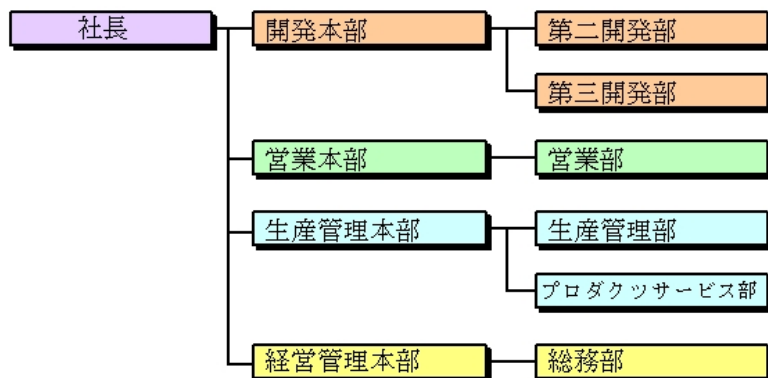 社長
開発本部
第二開発部
第三開発部
営業本部
営業部
生産管理本部
生産管理部
プロダクツサービス部
経営管理本部
総務部